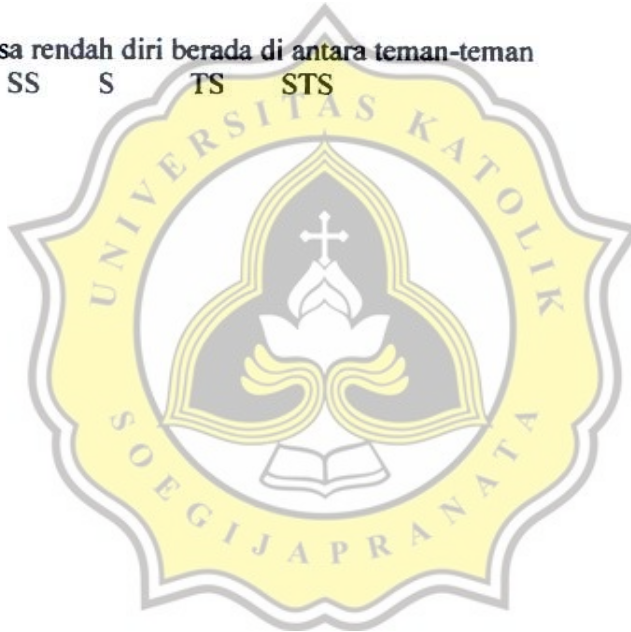 sa rendah diri berada di antara teman-teman
SS S TS STS
UNIVERSITAS KATOLIK
SOEGIJAPRANATA